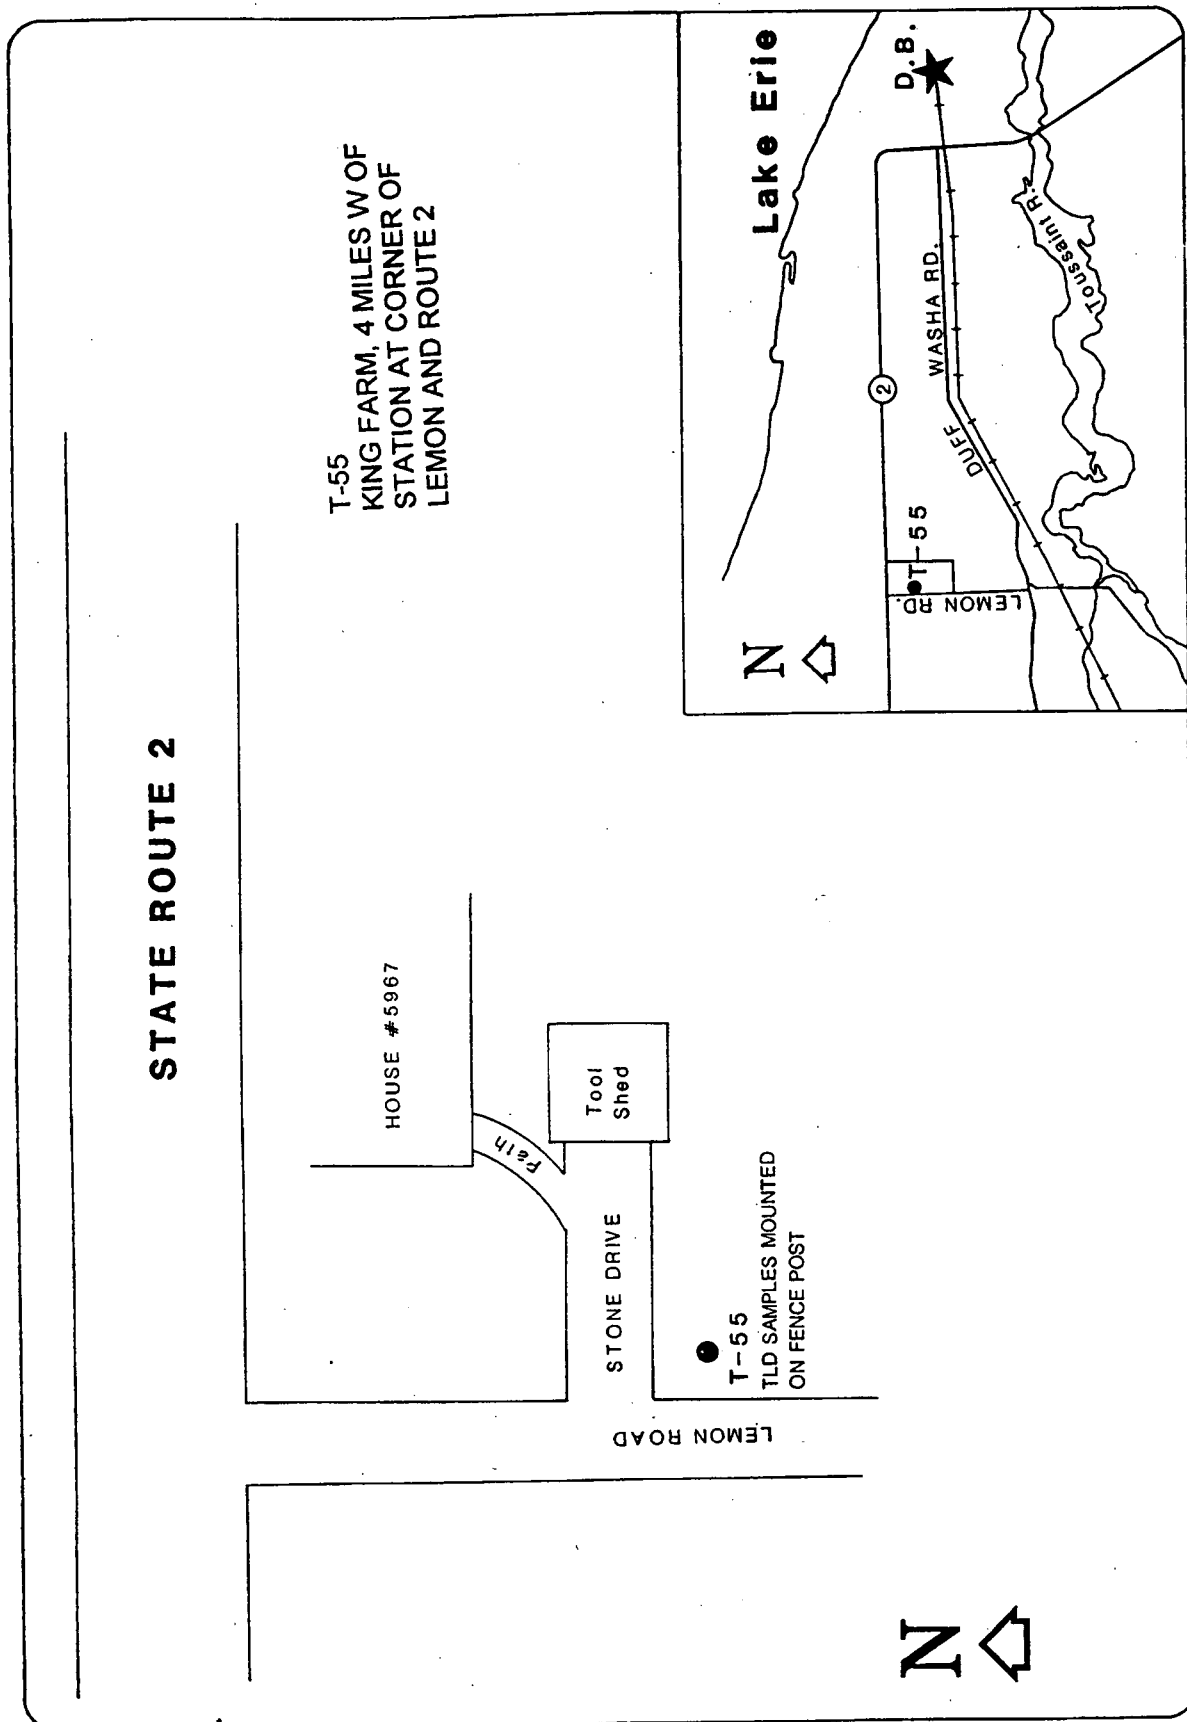 STATE ROUTE 2
T-55
KING FARM, 4 MILES W OF
STATION AT CORNER OF
LEMON AND ROUTE 2
HOUSE #5967
Path
Tool
Shed
STONE DRIVE
LEMON ROAD
T-55
TLD SAMPLES MOUNTED
ON FENCE POST
N
Lake Erie
D.B.
N
2
WASHA RD.
DUFF
T-55
LEMON RD.
Toussaint R.